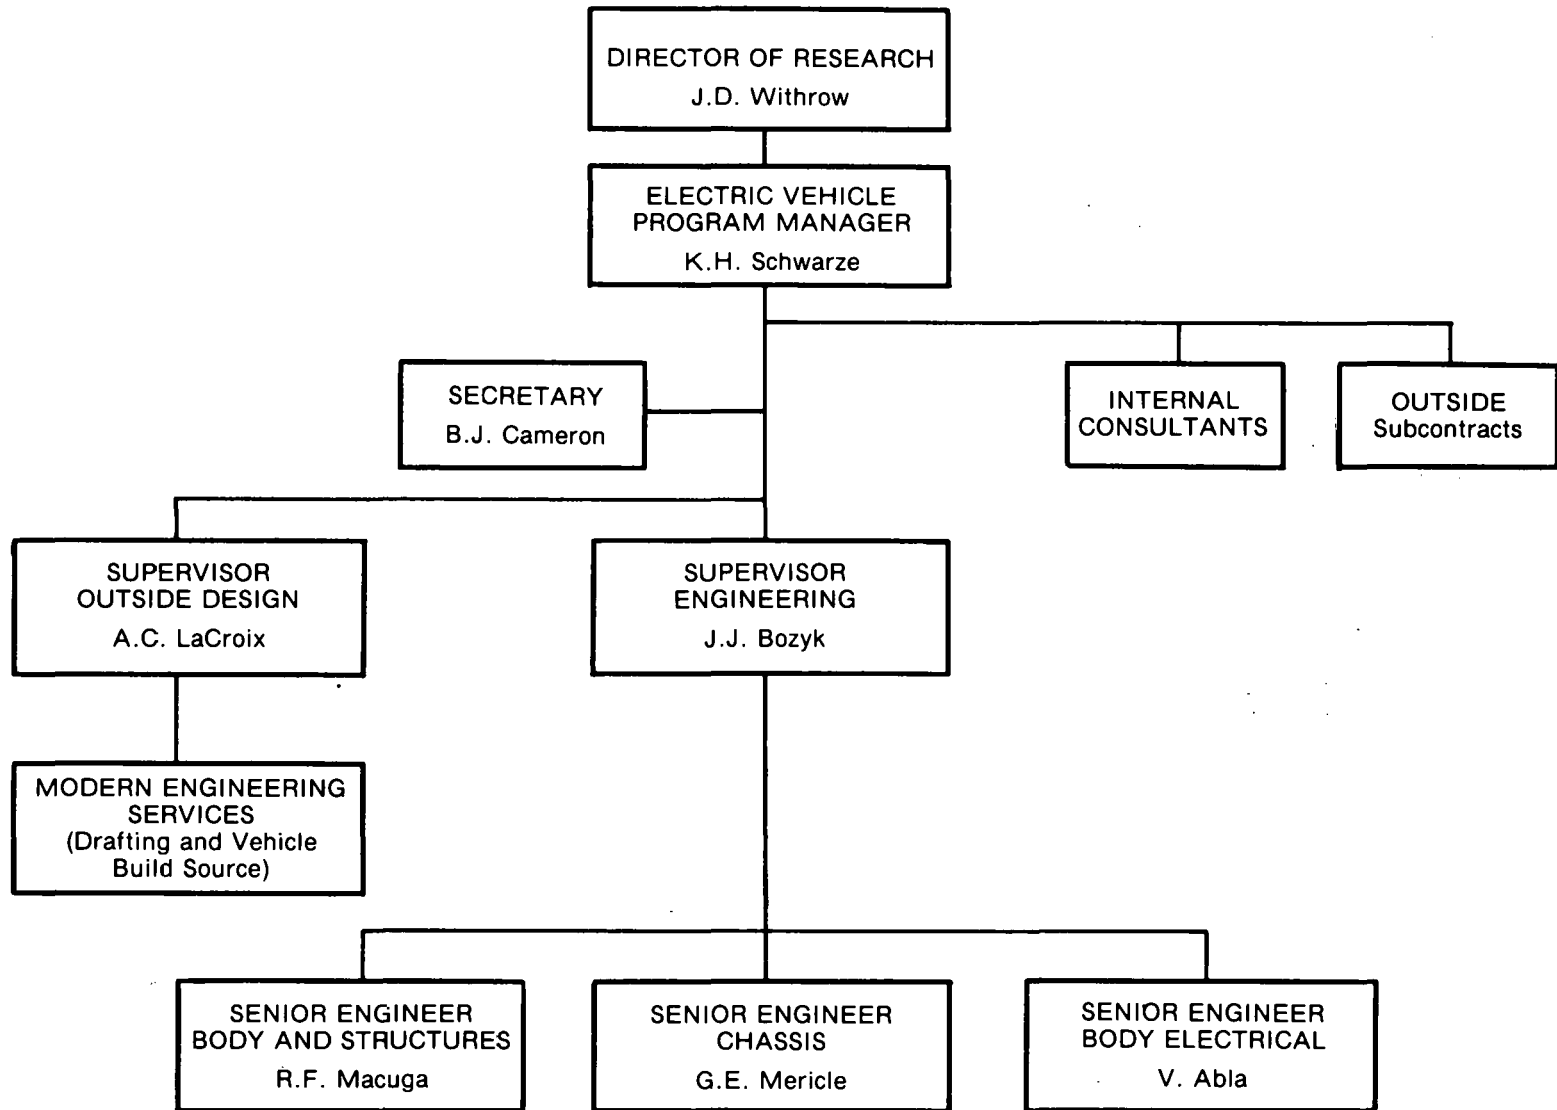 DIRECTOR OF RESEARCH
J.D. Withrow
ELECTRIC VEHICLE
PROGRAM MANAGER
K.H. Schwarze
SECRETARY
B.J. Cameron
INTERNAL
CONSULTANTS
OUTSIDE
Subcontracts
SUPERVISOR
OUTSIDE DESIGN
A.C. LaCroix
SUPERVISOR
ENGINEERING
J.J. Bozyk
MODERN ENGINEERING
SERVICES
(Drafting and Vehicle
Build Source)
SENIOR ENGINEER
BODY AND STRUCTURES
R.F. Macuga
SENIOR ENGINEER
CHASSIS
G.E. Mericle
SENIOR ENGINEER
BODY ELECTRICAL
V. Abla